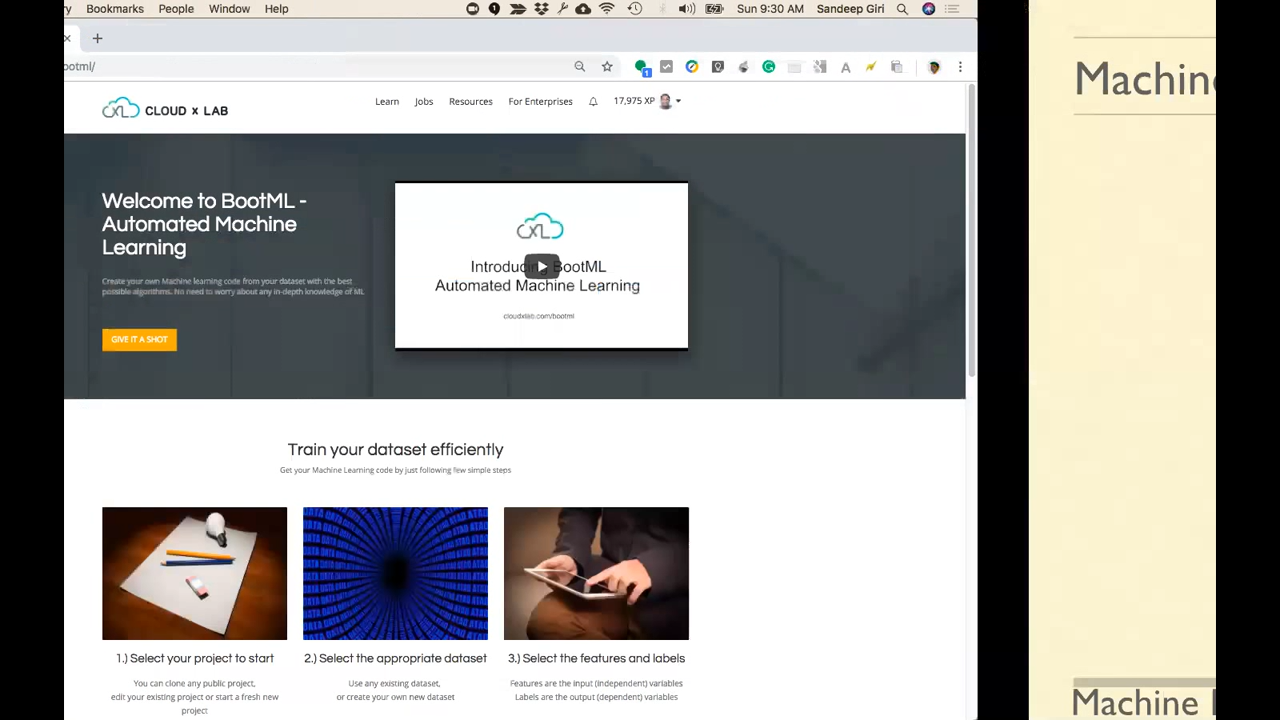 ry Bookmarks People Window Help Sun 9:30 AM Sandeep Giri
ootml/
CXL CLOUD x LAB
Learn Jobs Resources For Enterprises 17,975 XP
Welcome to BootML -
Automated Machine
Learning
Create your own Machine learning code from your dataset with the best
possible algorithms. No need to worry about any in-depth knowledge of ML
GIVE IT A SHOT
CXL
Introducing BootML
Automated Machine Learning
cloudxlab.com/bootml
Train your dataset efficiently
Get your Machine Learning code by just following few simple steps
1.) Select your project to start
You can clone any public project,
edit your existing project or start a fresh new
project
2.) Select the appropriate dataset
Use any existing dataset,
or create your own new dataset
3.) Select the features and labels
Features are the input (independent) variables
Labels are the output (dependent) variables
Machine
Machine